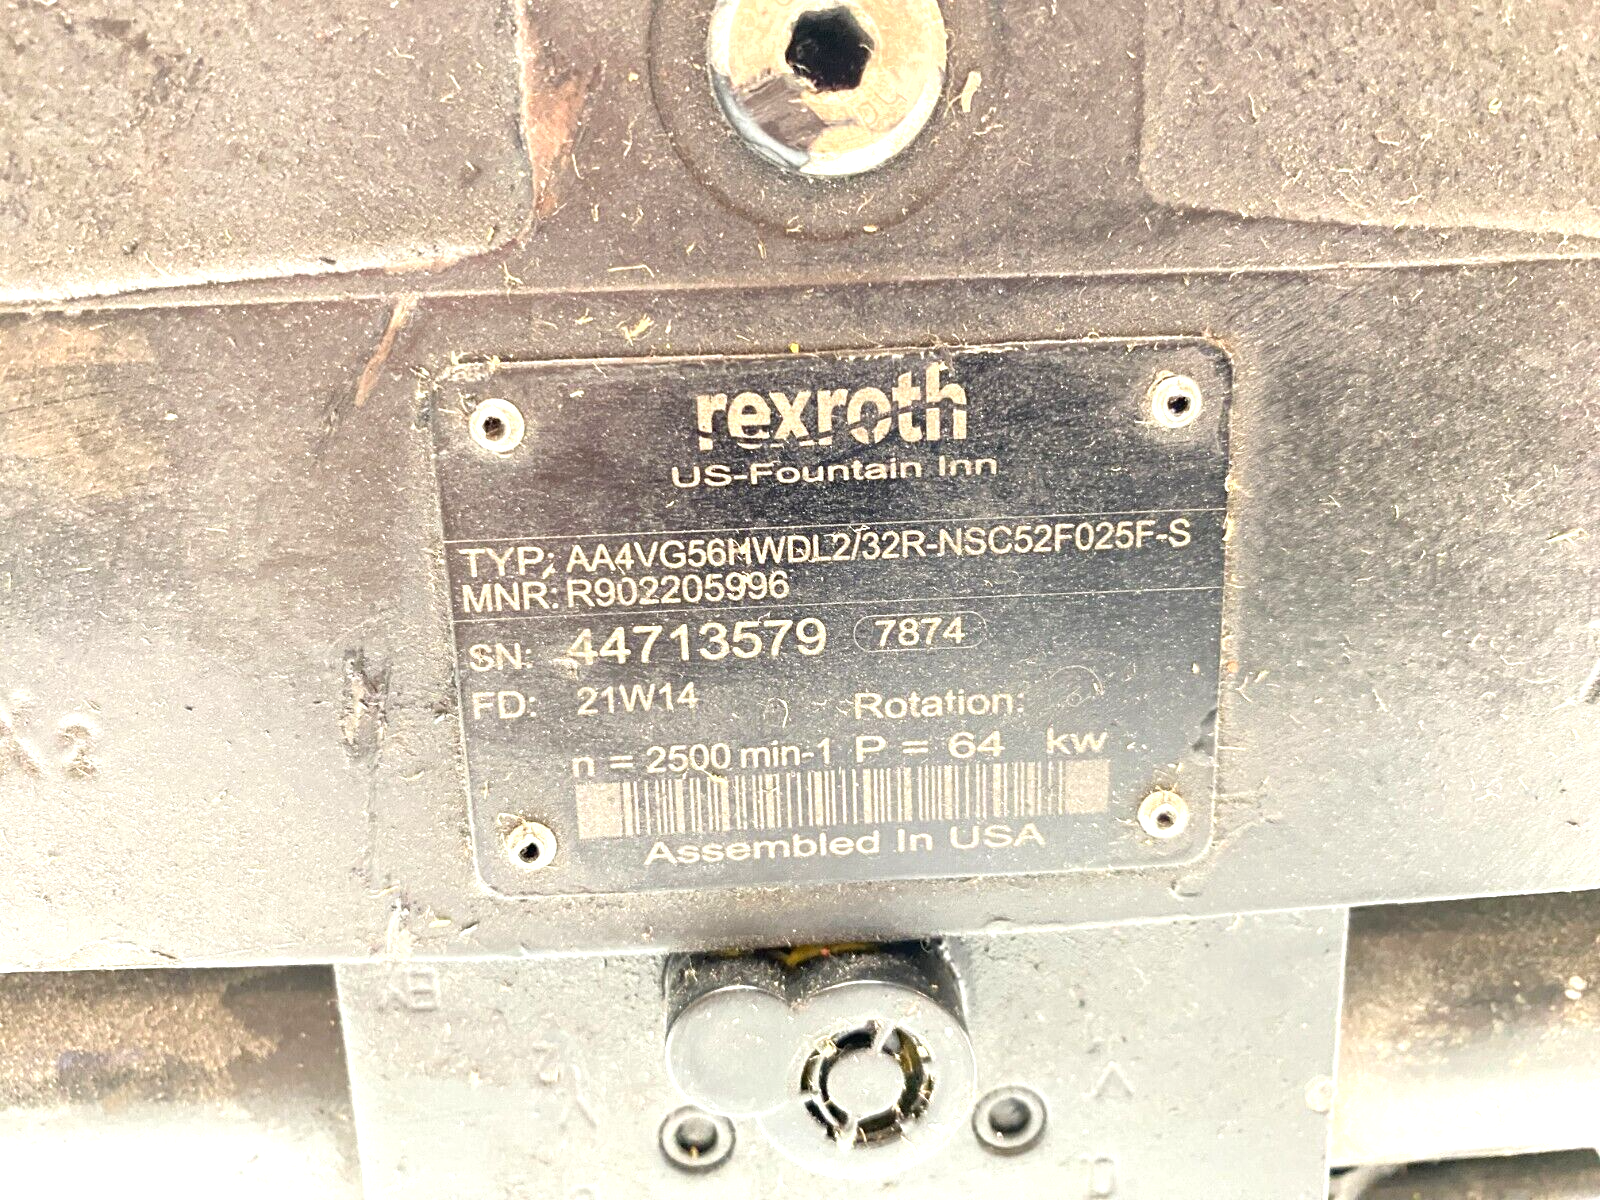 rexroth
US-Fountain Inn
TYP: AA4VG56HWDL2/32R-NSC52F025F-S
MNR: R902205996
SN: 44713579 7874
FD: 21W14 Rotation:
n = 2500 min-1 P = 64 kw
Assembled In USA